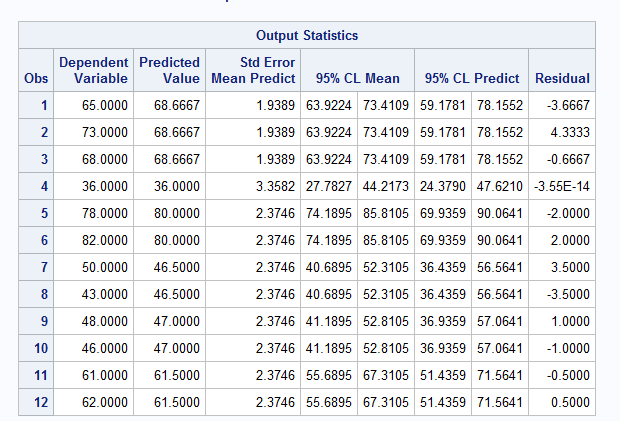 Output Statistics
Obs Dependent Variable Predicted Value Std Error Mean Predict 95% CL Mean 95% CL Predict Residual
1 65.0000 68.6667 1.9389 63.9224 73.4109 59.1781 78.1552 -3.6667
2 73.0000 68.6667 1.9389 63.9224 73.4109 59.1781 78.1552 4.3333
3 68.0000 68.6667 1.9389 63.9224 73.4109 59.1781 78.1552 -0.6667
4 36.0000 36.0000 3.3582 27.7827 44.2173 24.3790 47.6210 -3.55E-14
5 78.0000 80.0000 2.3746 74.1895 85.8105 69.9359 90.0641 -2.0000
6 82.0000 80.0000 2.3746 74.1895 85.8105 69.9359 90.0641 2.0000
7 50.0000 46.5000 2.3746 40.6895 52.3105 36.4359 56.5641 3.5000
8 43.0000 46.5000 2.3746 40.6895 52.3105 36.4359 56.5641 -3.5000
9 48.0000 47.0000 2.3746 41.1895 52.8105 36.9359 57.0641 1.0000
10 46.0000 47.0000 2.3746 41.1895 52.8105 36.9359 57.0641 -1.0000
11 61.0000 61.5000 2.3746 55.6895 67.3105 51.4359 71.5641 -0.5000
12 62.0000 61.5000 2.3746 55.6895 67.3105 51.4359 71.5641 0.5000